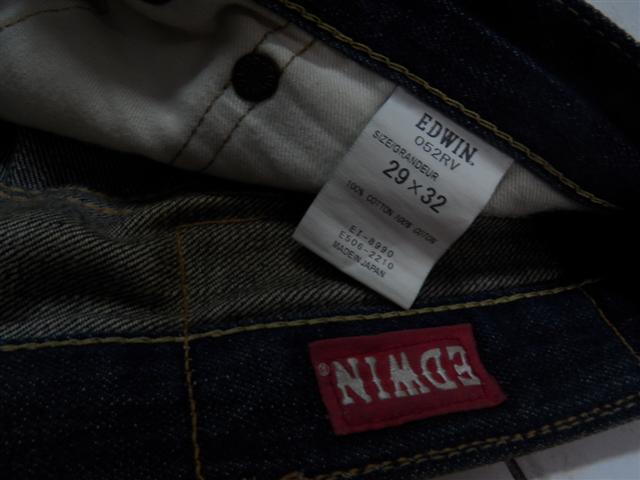 EDWIN.
052RV
SIZE/GRANDEUR
29 × 32
100% COTTON 100% COTON
EI-8990
E506-2210
MADE IN JAPAN
EDWIN®